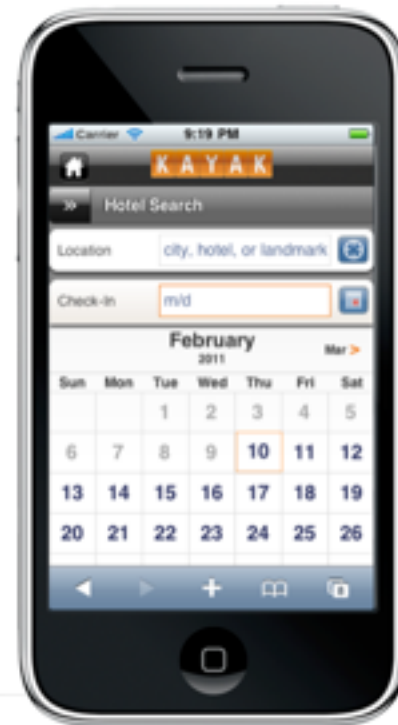 Carrier 9:19 PM
KAYAK
» Hotel Search
Location city, hotel, or landmark
Check-In m/d
February
2011
Mar >
Sun Mon Tue Wed Thu Fri Sat
1 2 3 4 5
6 7 8 9 10 11 12
13 14 15 16 17 18 19
20 21 22 23 24 25 26